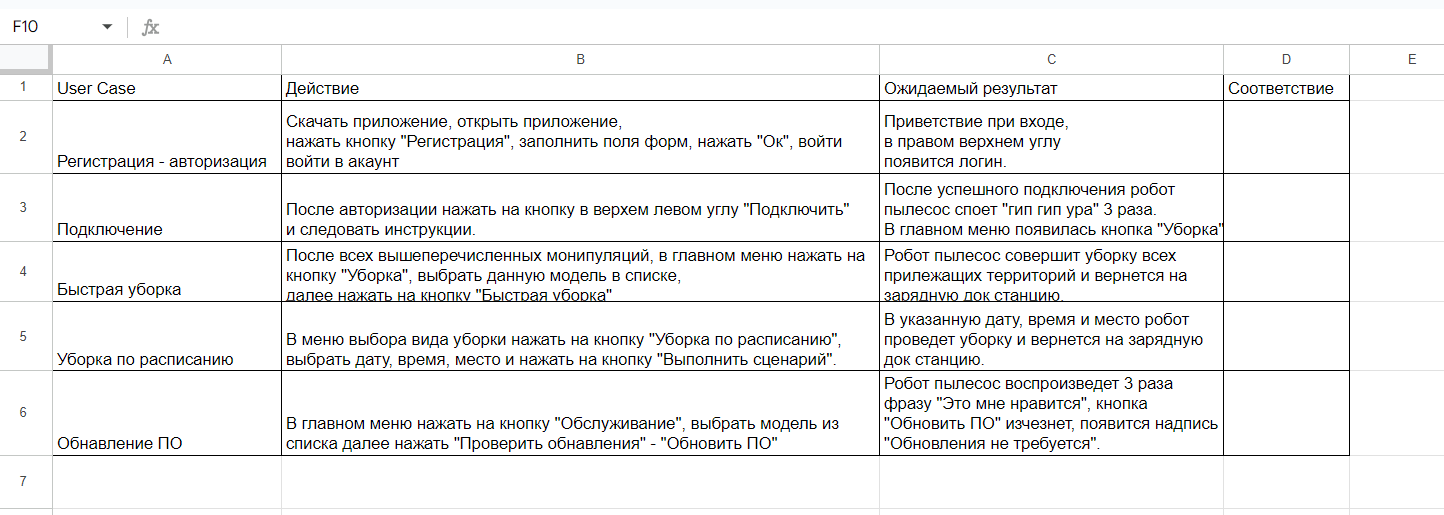 F10
fx
A B C D E
1 User Case Действие Ожидаемый результат Соответствие
2
Регистрация - авторизация
Скачать приложение, открыть приложение,
нажать кнопку "Регистрация", заполнить поля форм, нажать "Ок", войти
войти в акаунт
Приветствие при входе,
в правом верхнем углу
появится логин.
3
Подключение
После авторизации нажать на кнопку в верхем левом углу "Подключить"
и следовать инструкции.
После успешного подключения робот
пылесос споет "гип гип ура" 3 раза.
В главном меню появилась кнопка "Уборка"
4
Быстрая уборка
После всех вышеперечисленных монипуляций, в главном меню нажать на
кнопку "Уборка", выбрать данную модель в списке,
далее нажать на кнопку "Быстрая уборка"
Робот пылесос совершит уборку всех
прилежащих территорий и вернется на
зарядную док станцию.
5
Уборка по расписанию
В меню выбора вида уборки нажать на кнопку "Уборка по расписанию",
выбрать дату, время, место и нажать на кнопку "Выполнить сценарий".
В указанную дату, время и место робот
проведет уборку и вернется на зарядную
док станцию.
6
Обнавление ПО
В главном меню нажать на кнопку "Обслуживание", выбрать модель из
списка далее нажать "Проверить обнавления" - "Обновить ПО"
Робот пылесос воспроизведет 3 раза
фразу "Это мне нравится", кнопка
"Обновить ПО" изчезнет, появится надпись
"Обновления не требуется".
7